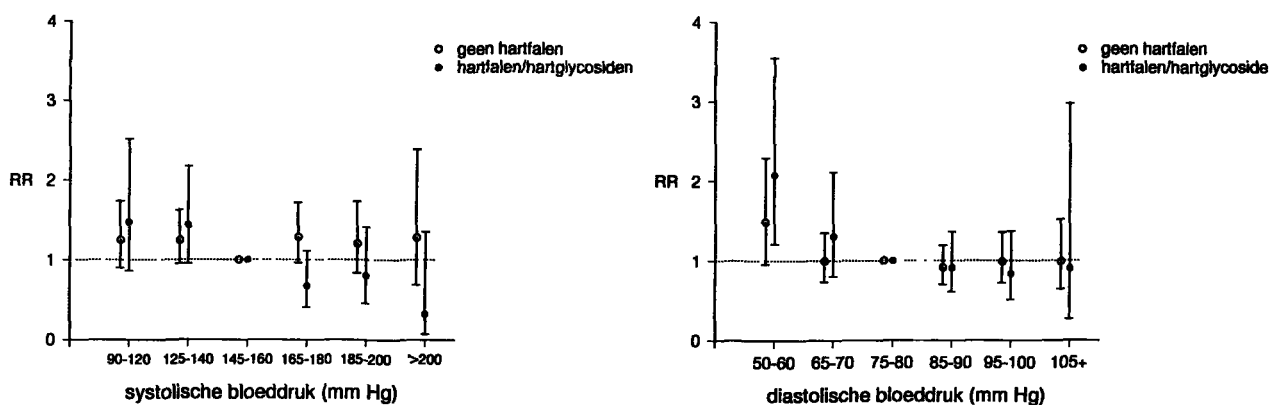 4
3
2
1
0
RR
geen hartfalen
hartfalen/hartglycosiden
90-120 125-140 145-160 165-180 185-200 >200
systolische bloeddruk (mm Hg)
4
3
2
1
0
RR
geen hartfalen
hartfalen/hartglycoside
50-60 65-70 75-80 85-90 95-100 105+
diastolische bloeddruk (mm Hg)